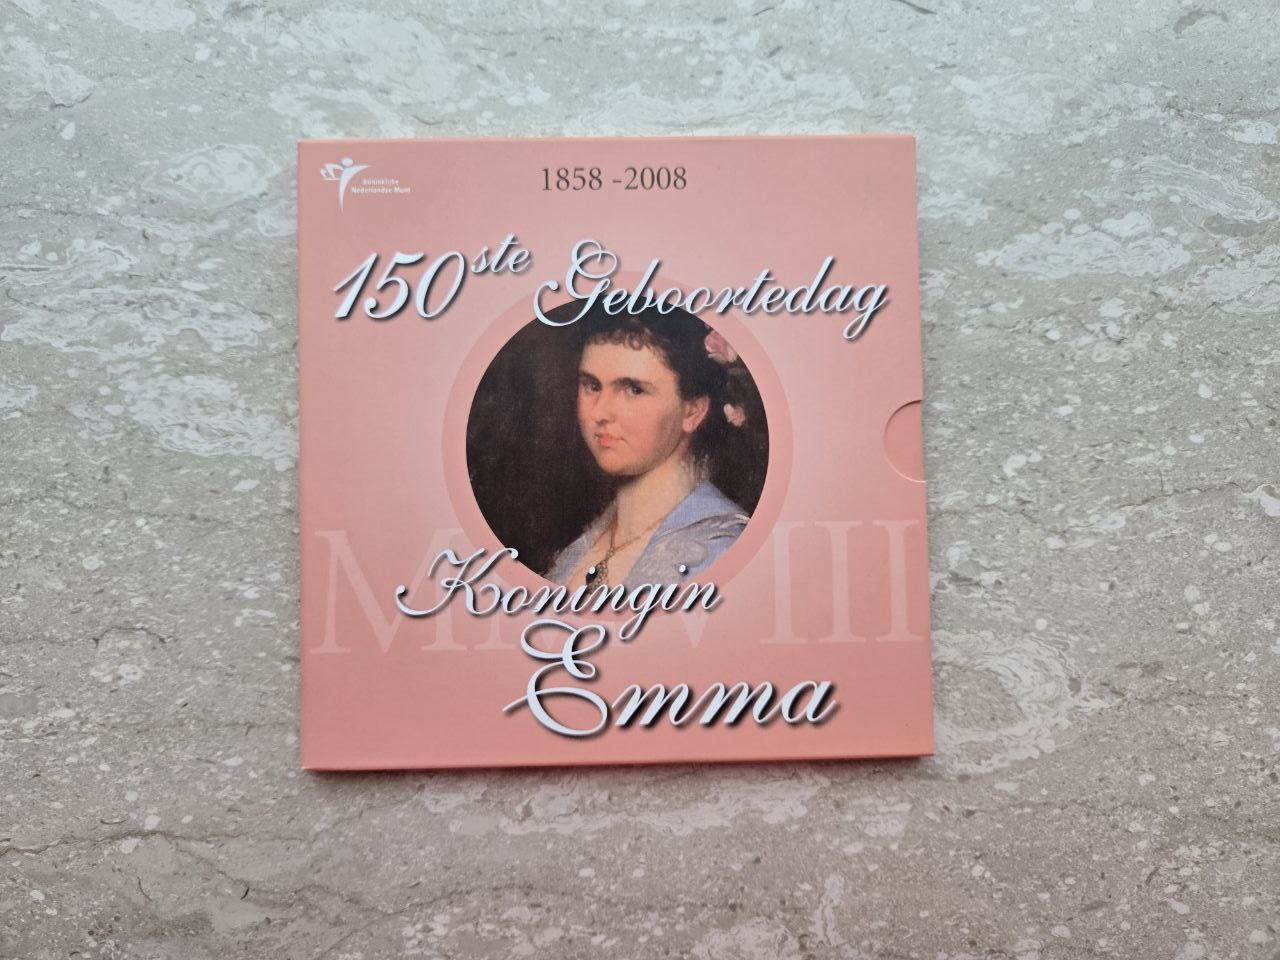 Koninklijke
Nederlandse Munt
1858 -2008
150ste Geboortedag
Koningin
Emma